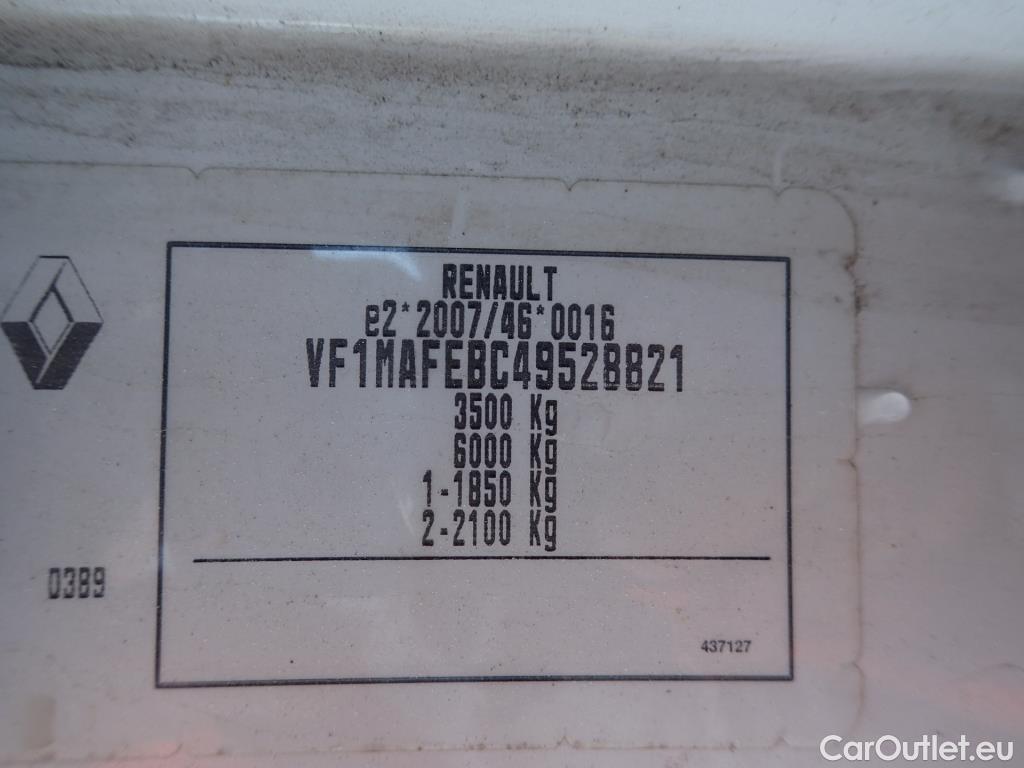 RENAULT
e2*2007/46*0016
VF1MAFEBC49528821
3500 Kg
6000 Kg
1-1850 Kg
2-2100 Kg
0389
437127
CarOutlet.eu